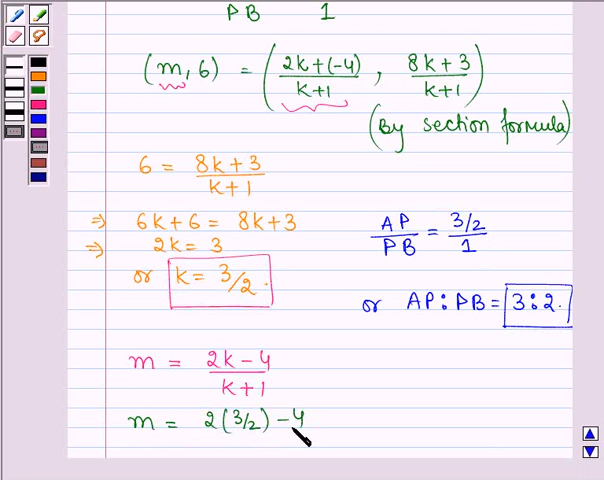 PB 1
(m, 6) = ( 2k+(-4) / k+1 , 8k+3 / k+1 )
(By section formula)
6 = 8k+3 / k+1
⇒ 6k+6 = 8k+3
AP/PB = 3/2 / 1
⇒ 2k = 3
or k = 3/2.
or AP:PB = 3:2.
m = 2k-4 / k+1
m = 2(3/2) - 4